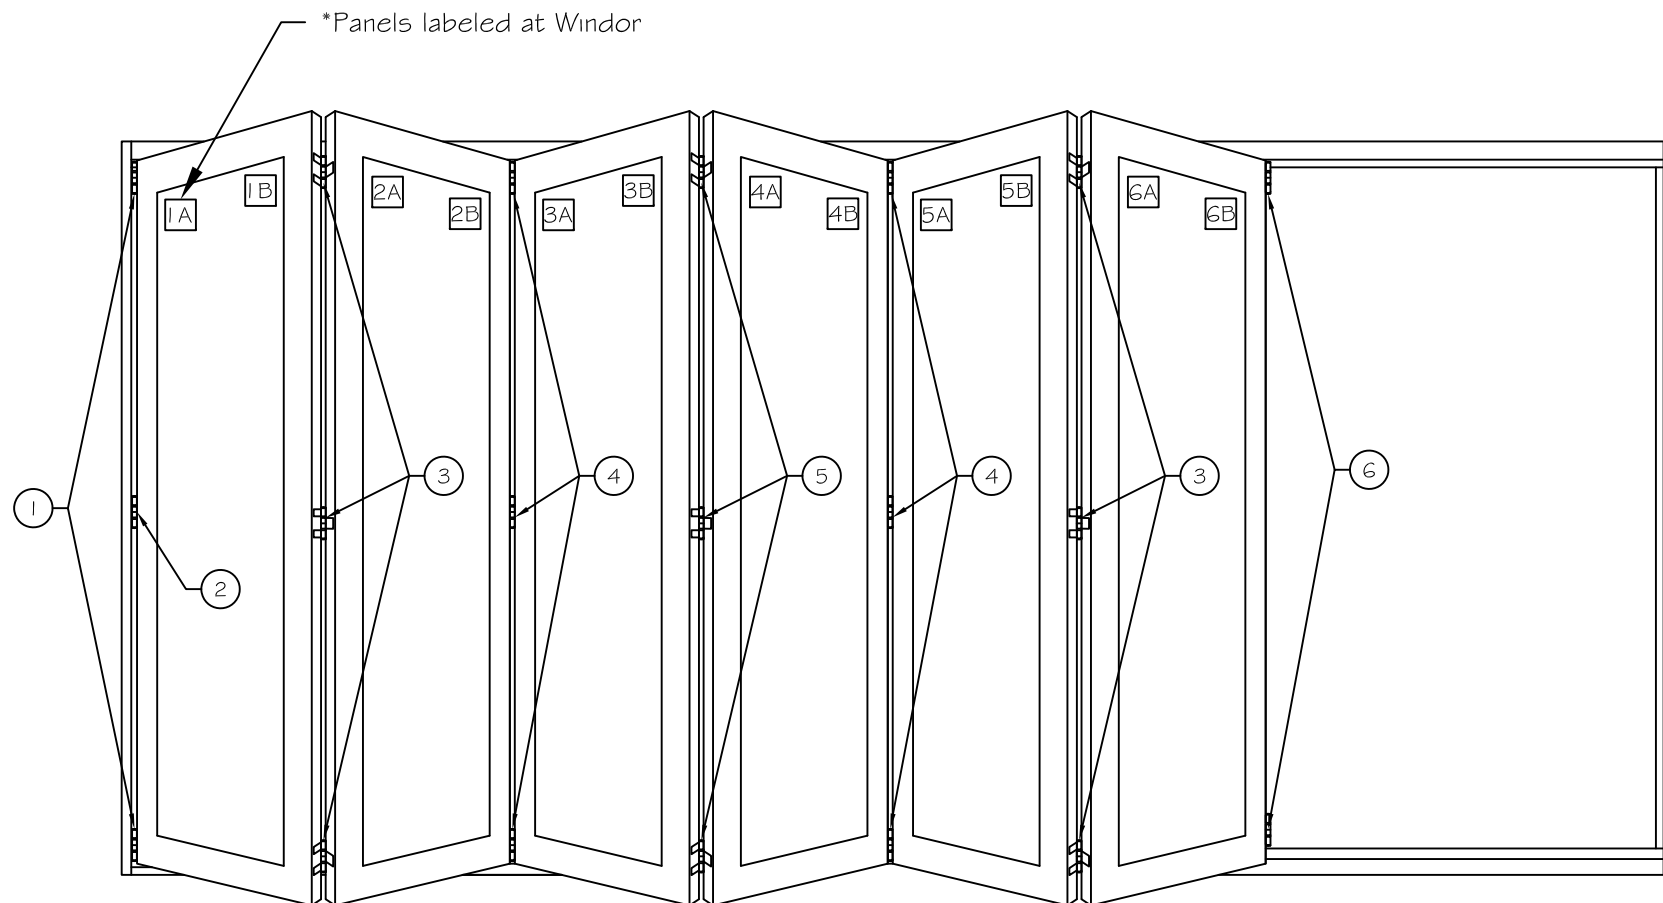 *Panels labeled at Windor
1B 2A 3B 4A 5B 6A
1A 2B 3A 4B 5A 6B
3 4 5 4 3 6
1
2